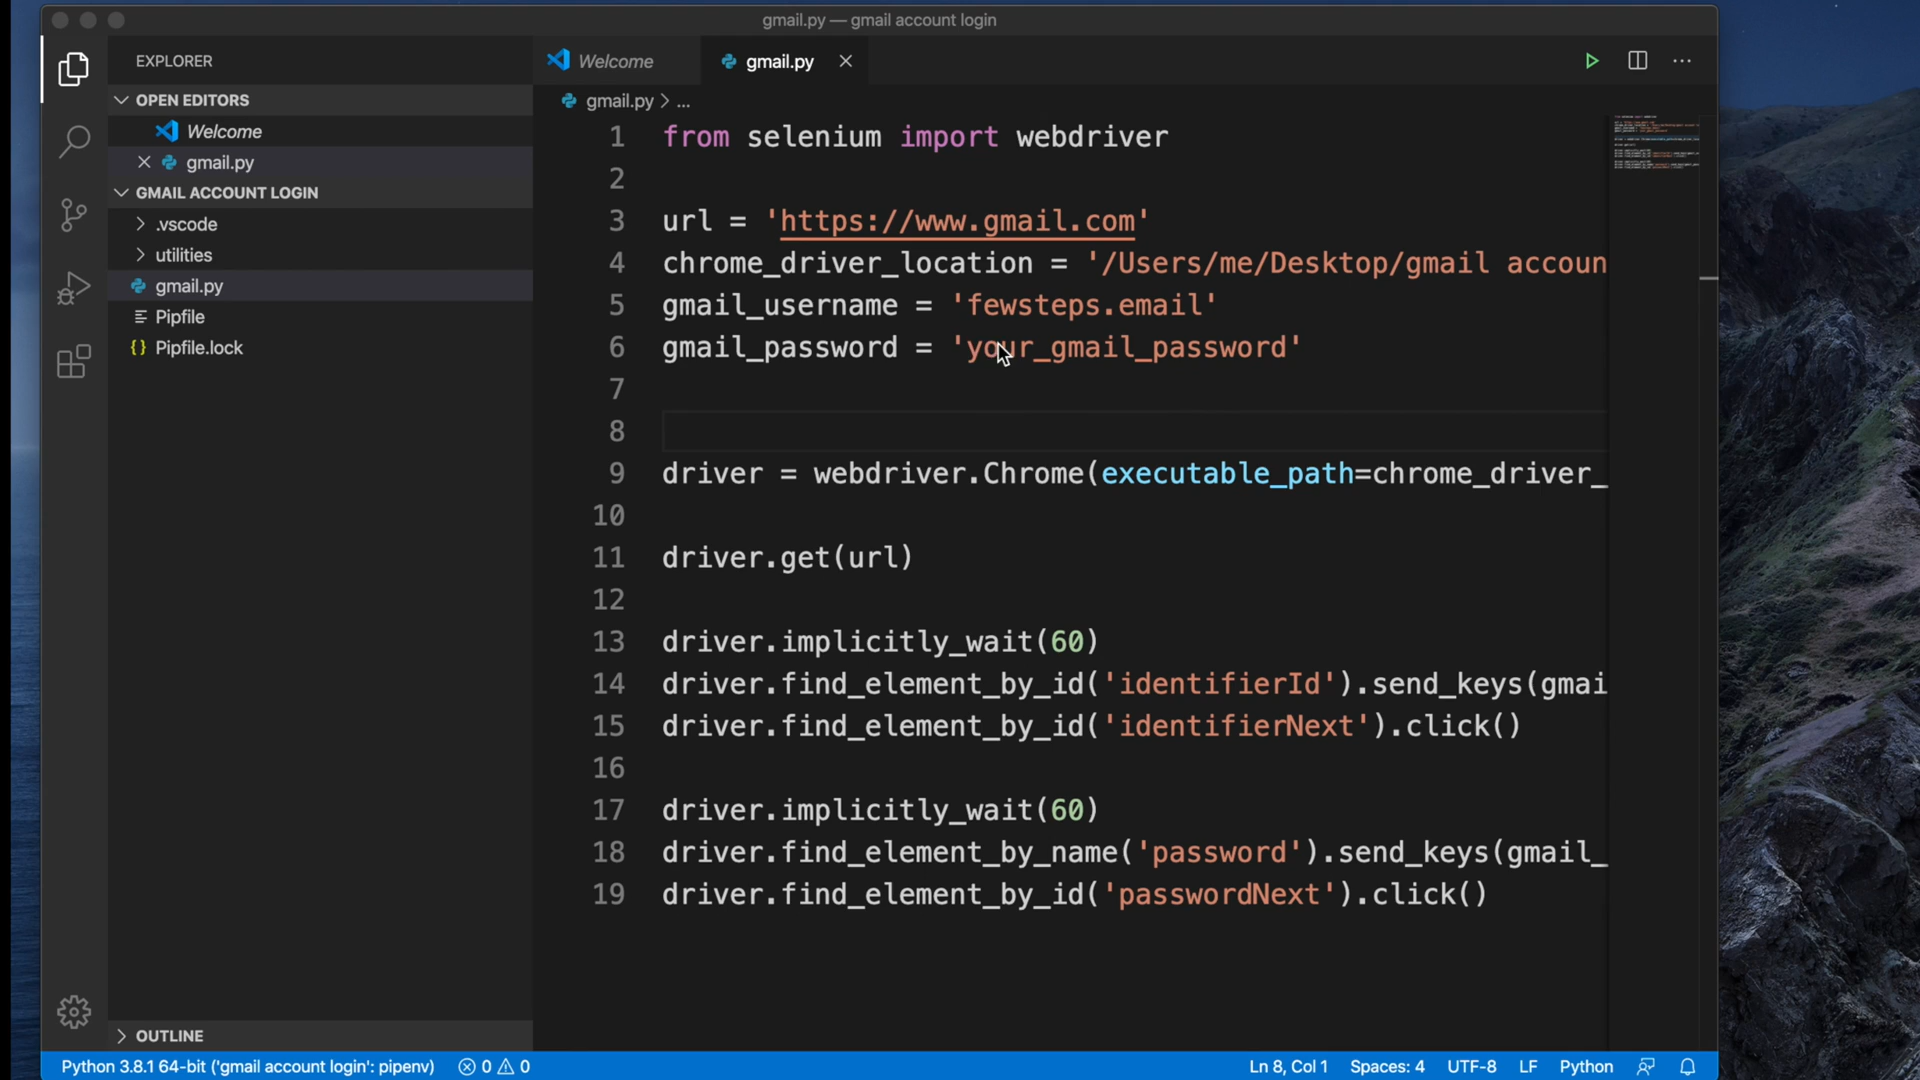 gmail.py — gmail account login
EXPLORER
OPEN EDITORS
Welcome
gmail.py
GMAIL ACCOUNT LOGIN
.vscode
utilities
gmail.py
Pipfile
{} Pipfile.lock
OUTLINE
Welcome
gmail.py
gmail.py > ...
1 from selenium import webdriver
2
3 url = 'https://www.gmail.com'
4 chrome_driver_location = '/Users/me/Desktop/gmail accoun
5 gmail_username = 'fewsteps.email'
6 gmail_password = 'your_gmail_password'
7
8
9 driver = webdriver.Chrome(executable_path=chrome_driver_
10
11 driver.get(url)
12
13 driver.implicitly_wait(60)
14 driver.find_element_by_id('identifierId').send_keys(gmai
15 driver.find_element_by_id('identifierNext').click()
16
17 driver.implicitly_wait(60)
18 driver.find_element_by_name('password').send_keys(gmail_
19 driver.find_element_by_id('passwordNext').click()
Python 3.8.1 64-bit ('gmail account login': pipenv) 0 0 Ln 8, Col 1 Spaces: 4 UTF-8 LF Python